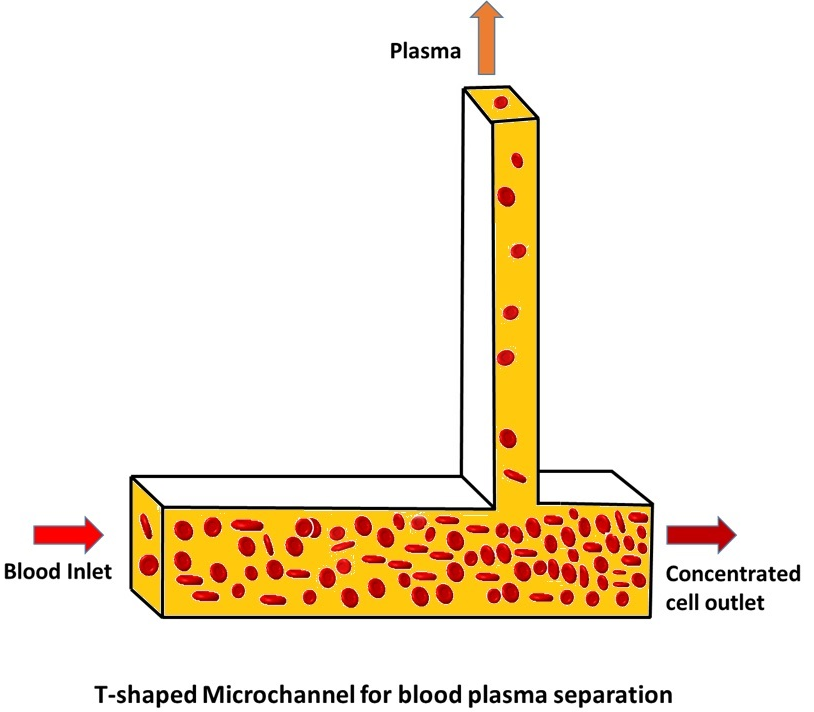 Plasma
Blood Inlet
Concentrated
cell outlet
T-shaped Microchannel for blood plasma separation